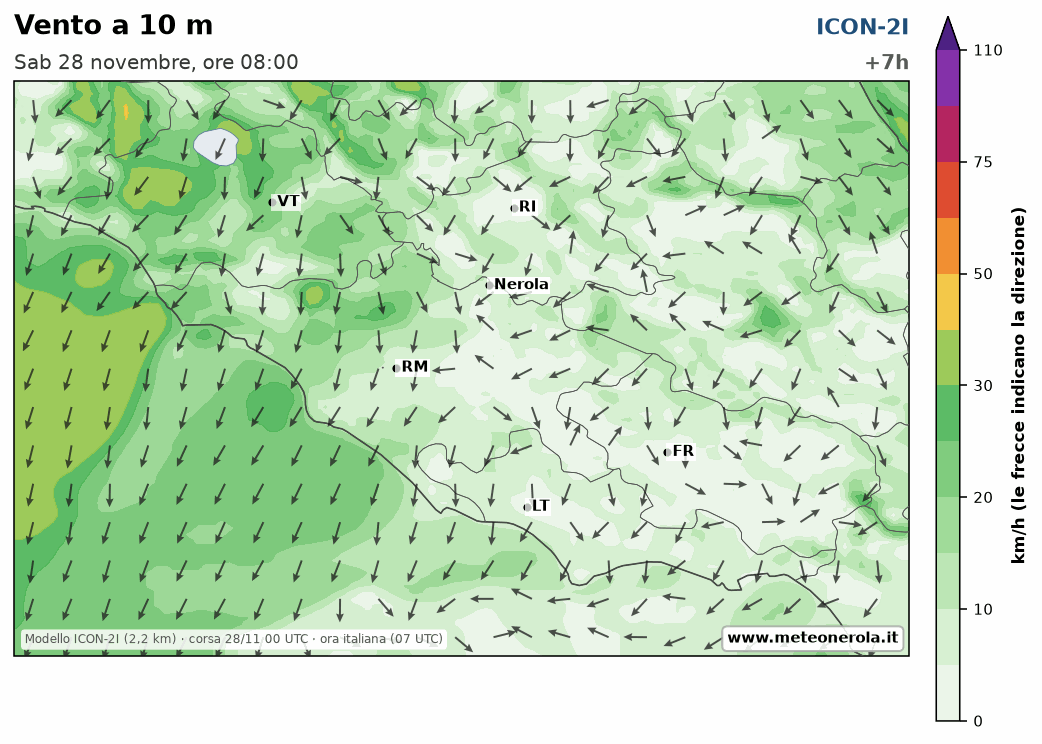 Vento a 10 m
ICON-2I
Sab 28 novembre, ore 08:00
+7h
VT
RI
Nerola
RM
FR
LT
Modello ICON-2I (2,2 km) · corsa 28/11 00 UTC · ora italiana (07 UTC)
www.meteonerola.it
110
75
50
30
20
10
0
km/h (le frecce indicano la direzione)